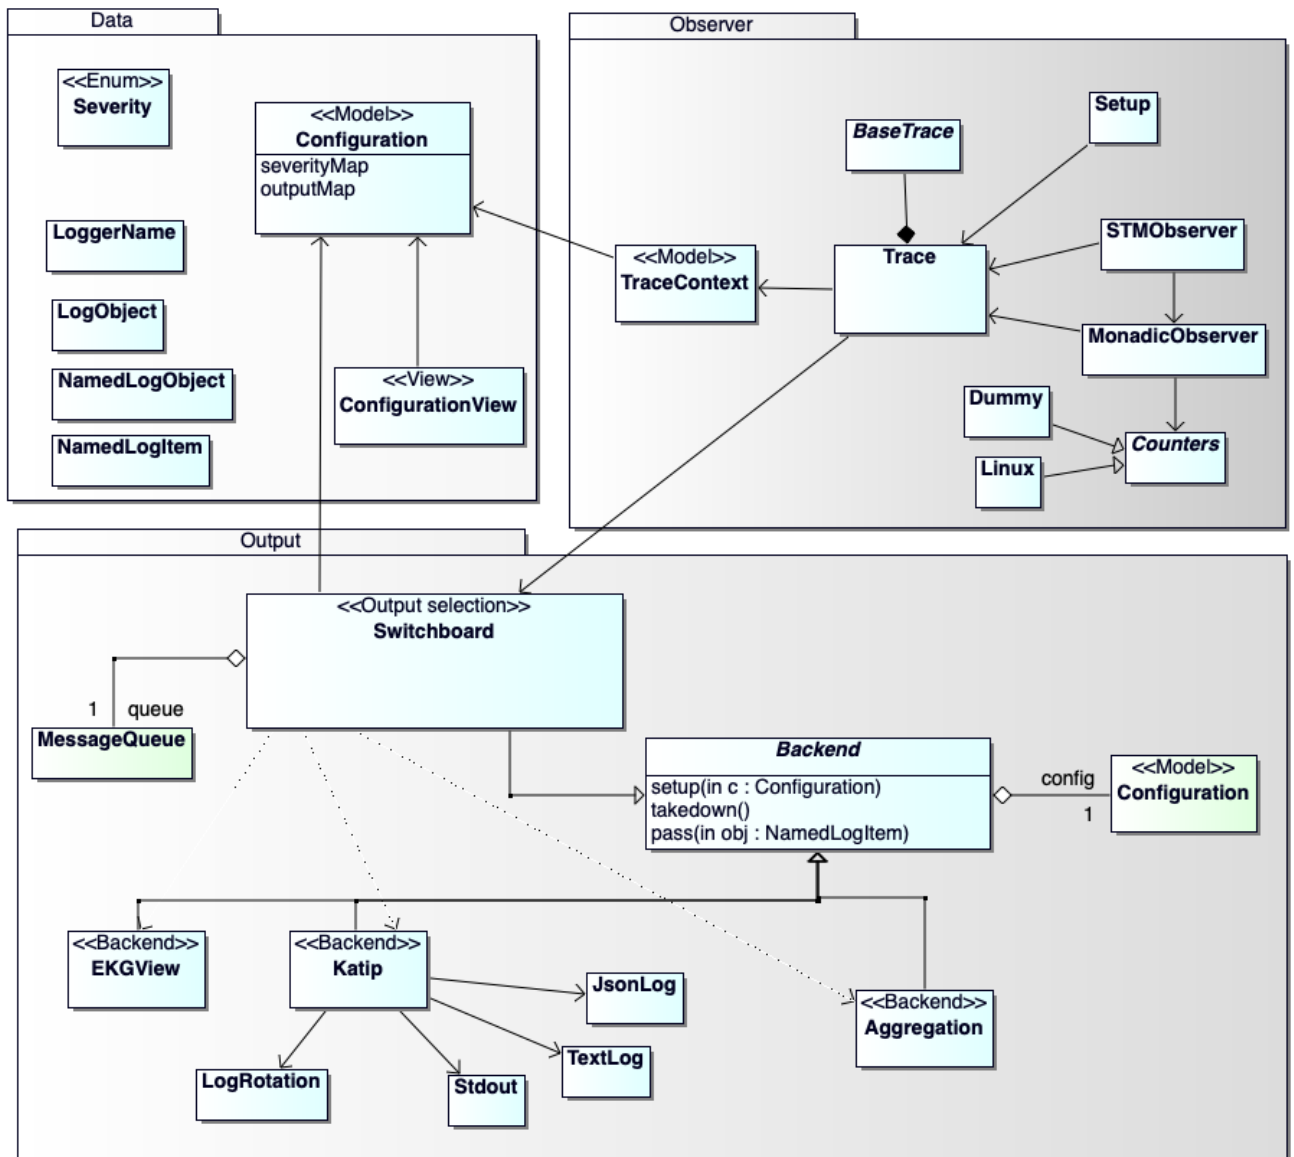 Data
<<Enum>>
Severity
<<Model>>
Configuration
severityMap
outputMap
LoggerName
LogObject
NamedLogObject
NamedLogItem
<<View>>
ConfigurationView
Observer
BaseTrace
Setup
<<Model>>
TraceContext
Trace
STMObserver
MonadicObserver
Dummy
Linux
Counters
Output
<<Output selection>>
Switchboard
1 queue
MessageQueue
Backend
setup(in c : Configuration)
takedown()
pass(in obj : NamedLogItem)
config
1
<<Model>>
Configuration
<<Backend>>
EKGView
<<Backend>>
Katip
JsonLog
TextLog
Stdout
LogRotation
<<Backend>>
Aggregation